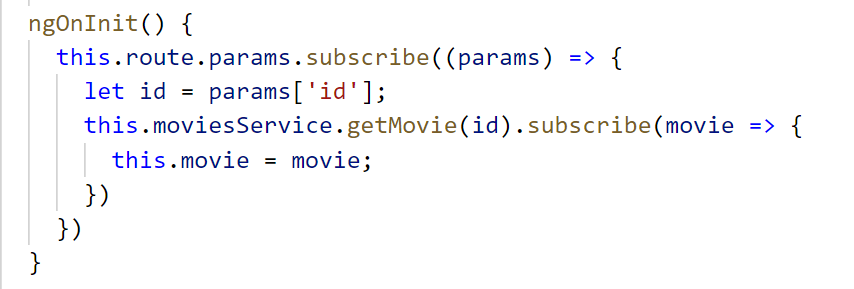 ngOnInit() {
  this.route.params.subscribe((params) => {
    let id = params['id'];
    this.moviesService.getMovie(id).subscribe(movie => {
      this.movie = movie;
    })
  })
}